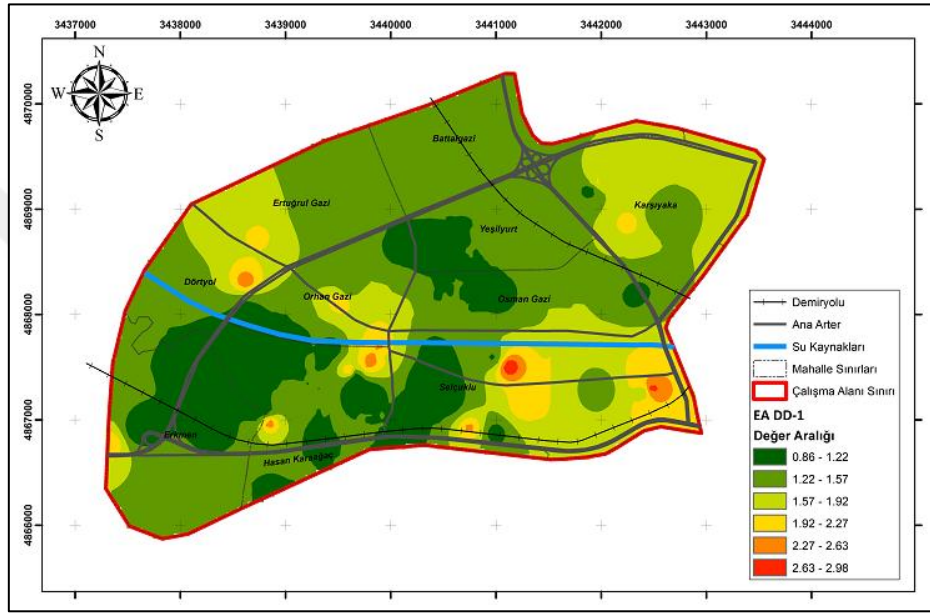 3437000 3438000 3439000 3440000 3441000 3442000 3443000 3444000
N
W E
S
4870000
4869000
4868000
4867000
4866000
Battalgazi
Ertuğrul Gazi
Karşıyaka
Yeşilyurt
Dörtyol
Orhan Gazi
Osman Gazi
Selçuklu
Erkmen
Hasan Karaağaç
Demiryolu
Ana Arter
Su Kaynakları
Mahalle Sınırları
Çalışma Alanı Sınırı
EA DD-1
Değer Aralığı
0.86 - 1.22
1.22 - 1.57
1.57 - 1.92
1.92 - 2.27
2.27 - 2.63
2.63 - 2.98